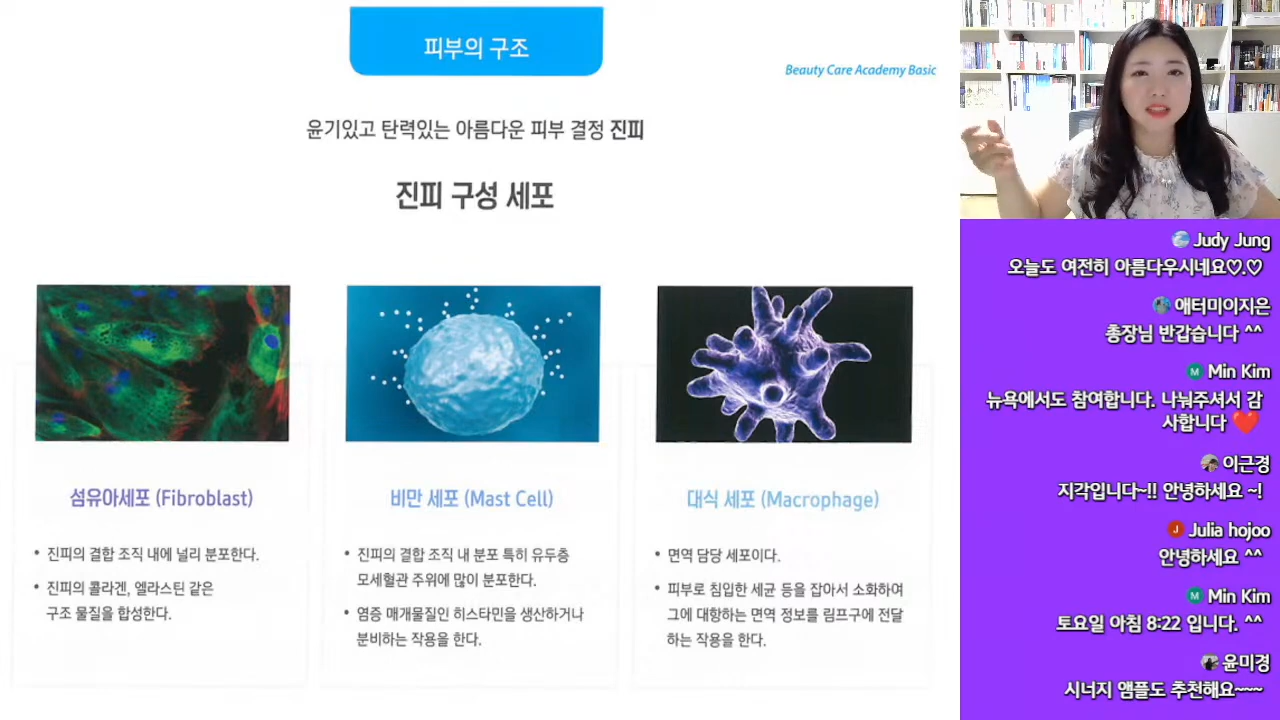 피부의 구조
Beauty Care Academy Basic
윤기있고 탄력있는 아름다운 피부 결정 진피
진피 구성 세포
섬유아세포 (Fibroblast)
• 진피의 결합 조직 내에 널리 분포한다.
• 진피의 콜라겐, 엘라스틴 같은
구조 물질을 합성한다.
비만 세포 (Mast Cell)
• 진피의 결합 조직 내 분포 특히 유두층
모세혈관 주위에 많이 분포한다.
• 염증 매개물질인 히스타민을 생산하거나
분비하는 작용을 한다.
대식 세포 (Macrophage)
• 면역 담당 세포이다.
• 피부로 침입한 세균 등을 잡아서 소화하여
그에 대항하는 면역 정보를 림프구에 전달
하는 작용을 한다.
Judy Jung
오늘도 여전히 아름다우시네요♡.♡
애터미이지은
총장님 반갑습니다 ^^
M Min Kim
뉴욕에서도 참여합니다. 나눠주셔서 감
사합니다 ❤️
이근경
지각입니다~!! 안녕하세요 ~!
J Julia hojoo
안녕하세요 ^^
M Min Kim
토요일 아침 8:22 입니다. ^^
윤미경
시너지 앰플도 추천해요~~~